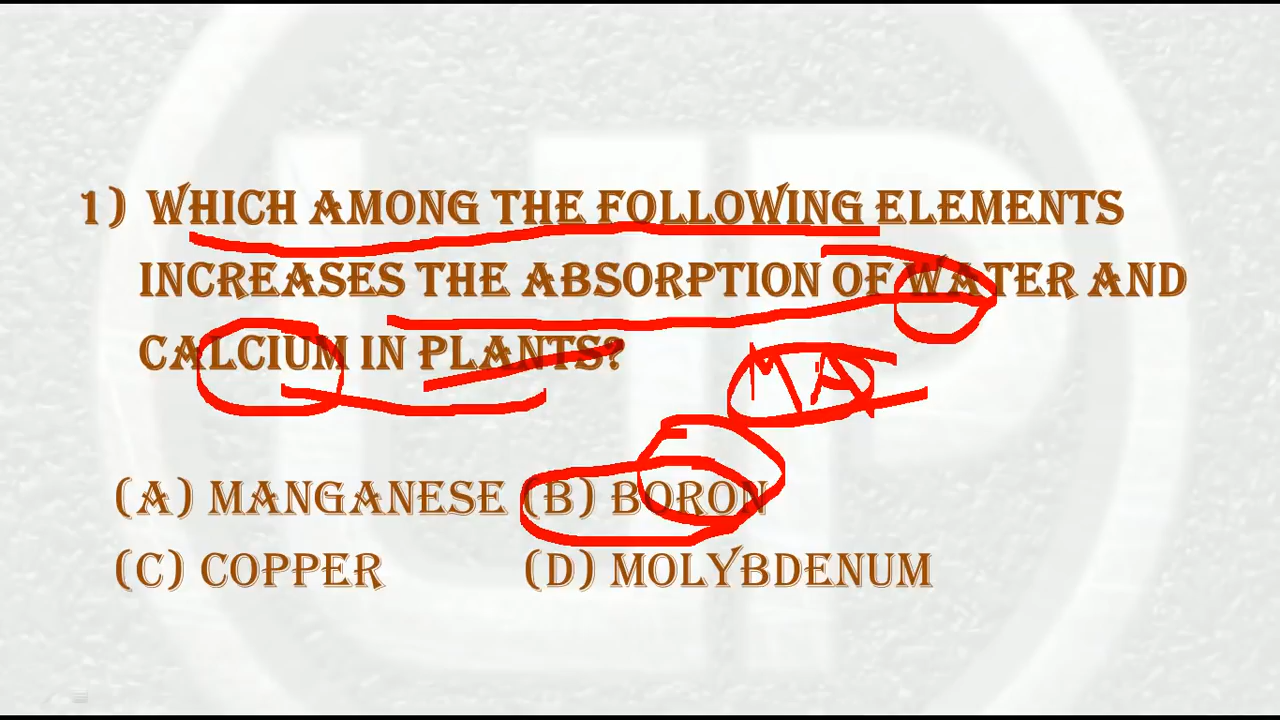 1) WHICH AMONG THE FOLLOWING ELEMENTS
INCREASES THE ABSORPTION OF WATER AND
CALCIUM IN PLANTS?
MA
(A) MANGANESE (B) BORON
(C) COPPER (D) MOLYBDENUM